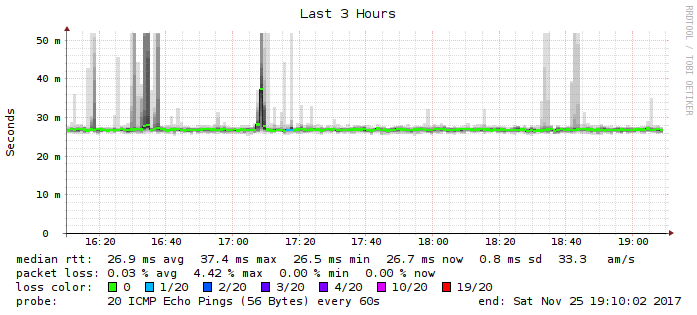 Last 3 Hours
RRDTOOL / TOBI OETIKER
Seconds
50 m
40 m
30 m
20 m
10 m
0
16:20 16:40 17:00 17:20 17:40 18:00 18:20 18:40 19:00
median rtt: 26.9 ms avg 37.4 ms max 26.5 ms min 26.7 ms now 0.8 ms sd 33.3 am/s
packet loss: 0.03 % avg 4.42 % max 0.00 % min 0.00 % now
loss color: 0 1/20 2/20 3/20 4/20 10/20 19/20
probe: 20 ICMP Echo Pings (56 Bytes) every 60s end: Sat Nov 25 19:10:02 2017